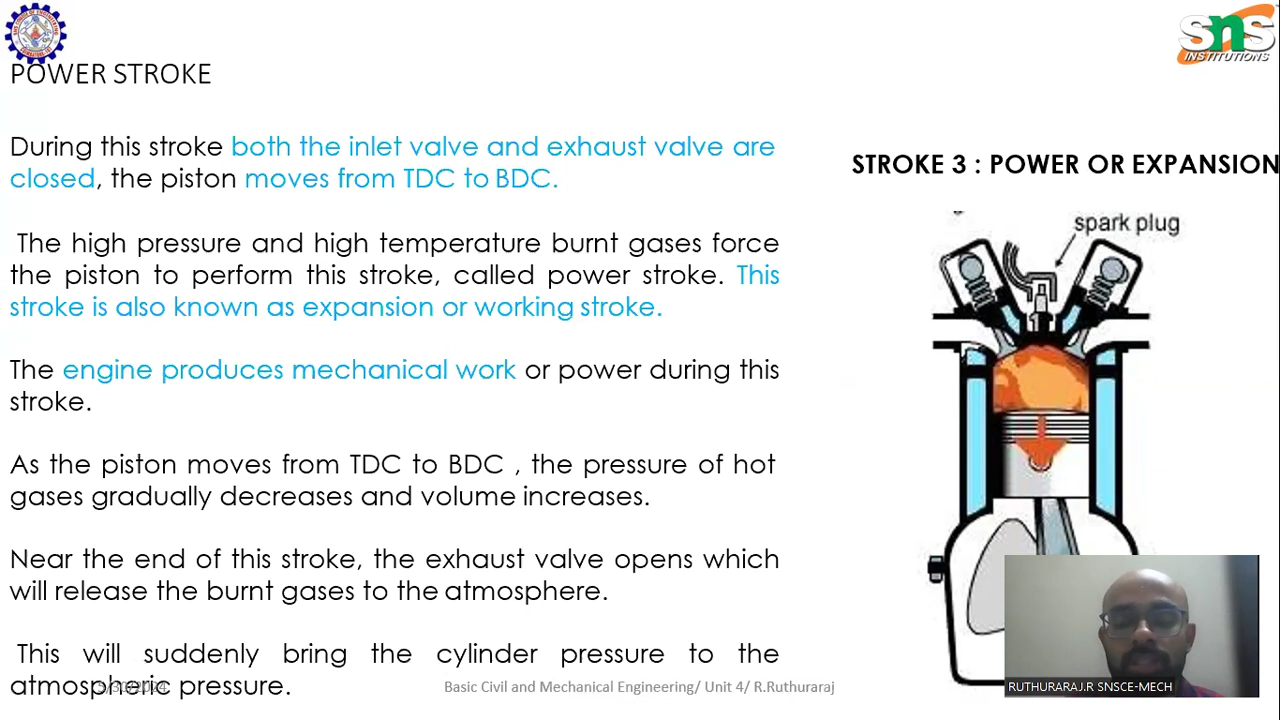 sns
INSTITUTIONS
POWER STROKE
During this stroke both the inlet valve and exhaust valve are
closed, the piston moves from TDC to BDC.
The high pressure and high temperature burnt gases force
the piston to perform this stroke, called power stroke. This
stroke is also known as expansion or working stroke.
The engine produces mechanical work or power during this
stroke.
As the piston moves from TDC to BDC , the pressure of hot
gases gradually decreases and volume increases.
Near the end of this stroke, the exhaust valve opens which
will release the burnt gases to the atmosphere.
This will suddenly bring the cylinder pressure to the
atmospheric pressure.
STROKE 3 : POWER OR EXPANSION
spark plug
Basic Civil and Mechanical Engineering/ Unit 4/ R.Ruthuraraj
RUTHURARAJ.R SNSCE-MECH